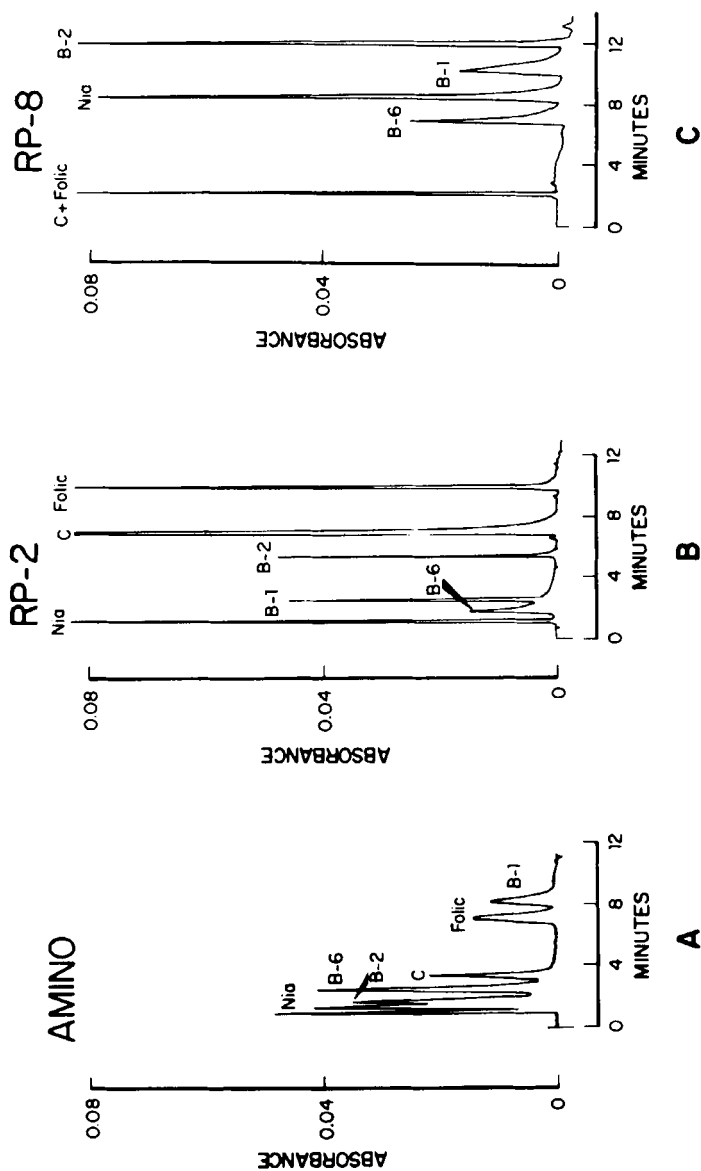 AMINO
ABSORBANCE
0.08
0.04
0
Nia
B-6
B-2
C
Folic
B-1
0 4 8 12
MINUTES
A
RP-2
ABSORBANCE
0.08
0.04
0
Nia
B-1
B-6
B-2
C
Folic
0 4 8 12
MINUTES
B
RP-8
ABSORBANCE
0.08
0.04
0
C+Folic
B-6
Nia
B-1
B-2
0 4 8 12
MINUTES
C